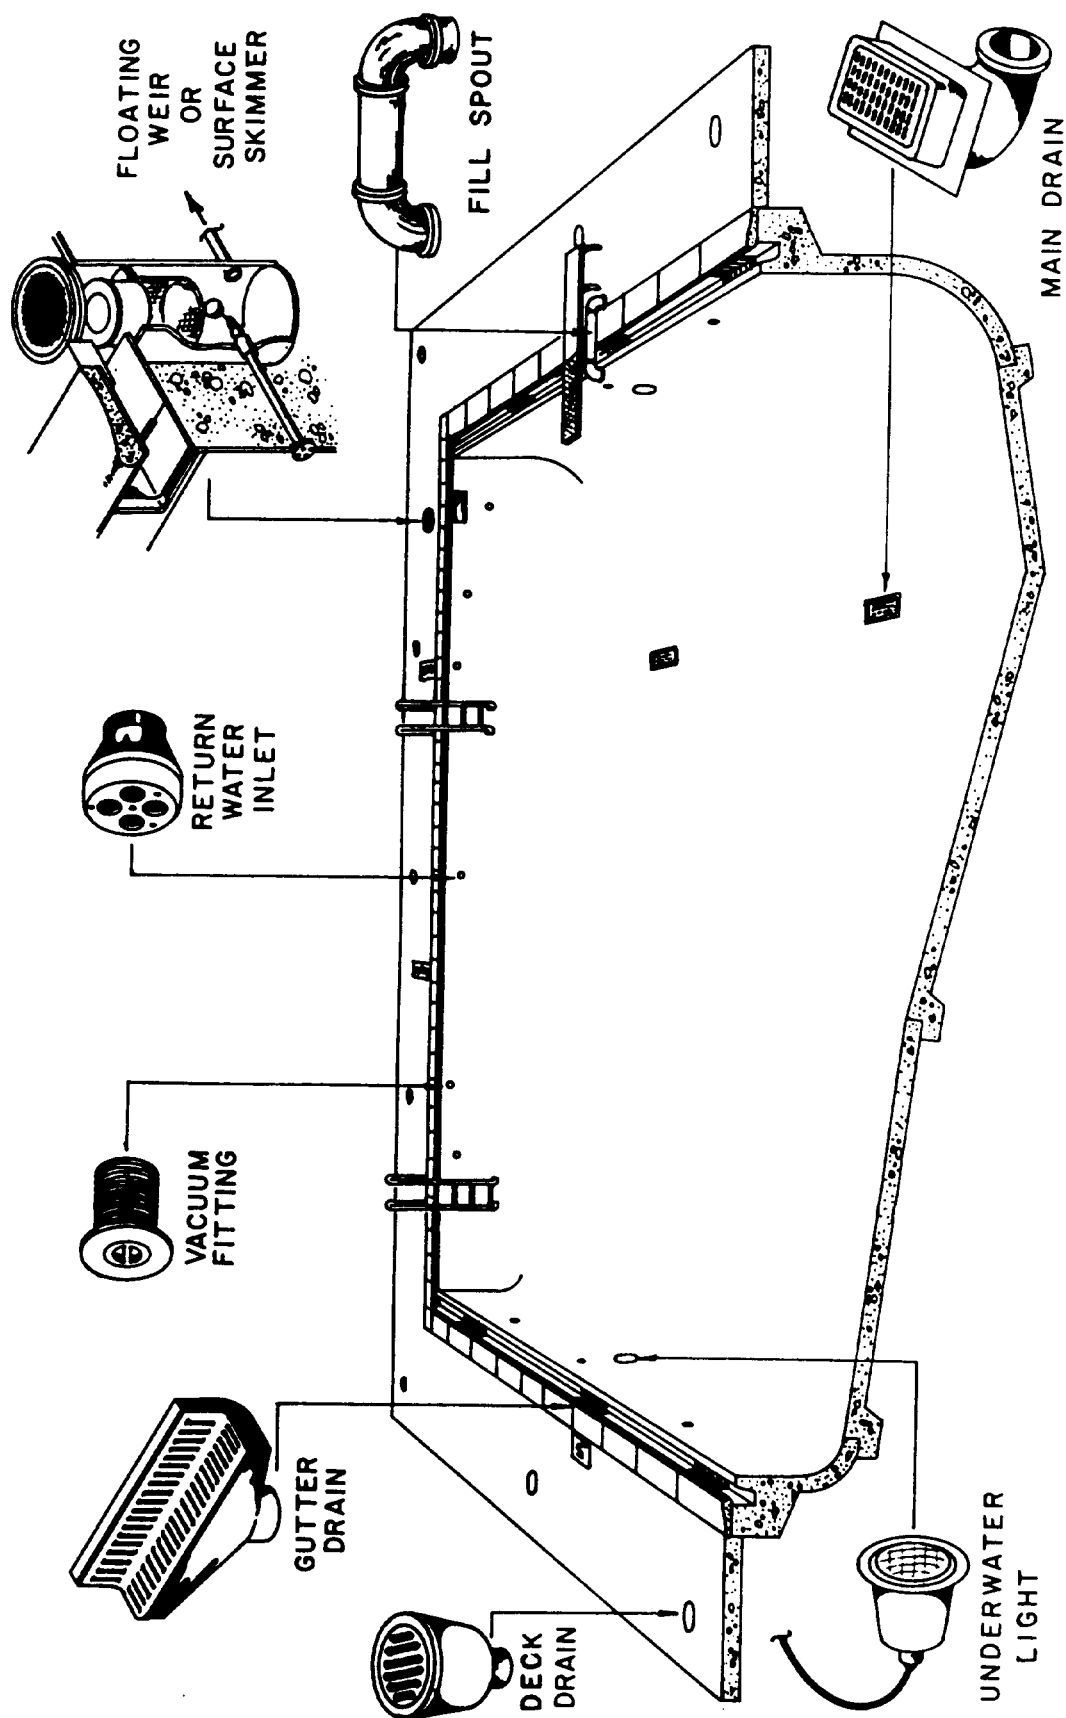 GUTTER
DRAIN
VACUUM
FITTING
RETURN
WATER
INLET
FLOATING
WEIR
OR
SURFACE
SKIMMER
DECK
DRAIN
FILL SPOUT
UNDERWATER
LIGHT
MAIN DRAIN